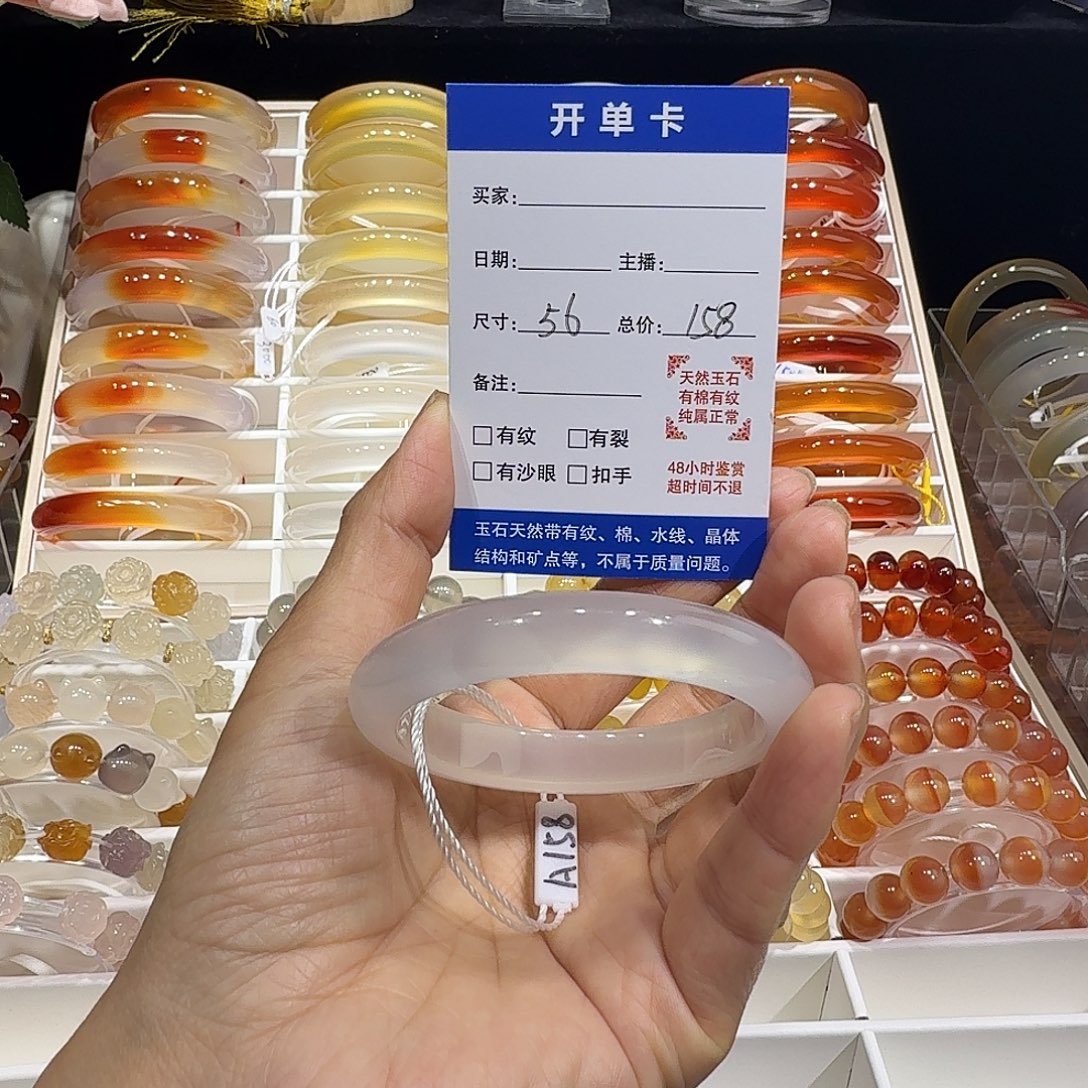 开单卡
买家:
日期: 主播:
尺寸: 56 总价: 158
备注:
天然玉石
有棉有纹
纯属正常
□有纹 □有裂
□有沙眼 □扣手
48小时鉴赏
超时间不退
玉石天然带有纹、棉、水线、晶体
结构和矿点等，不属于质量问题。
A158